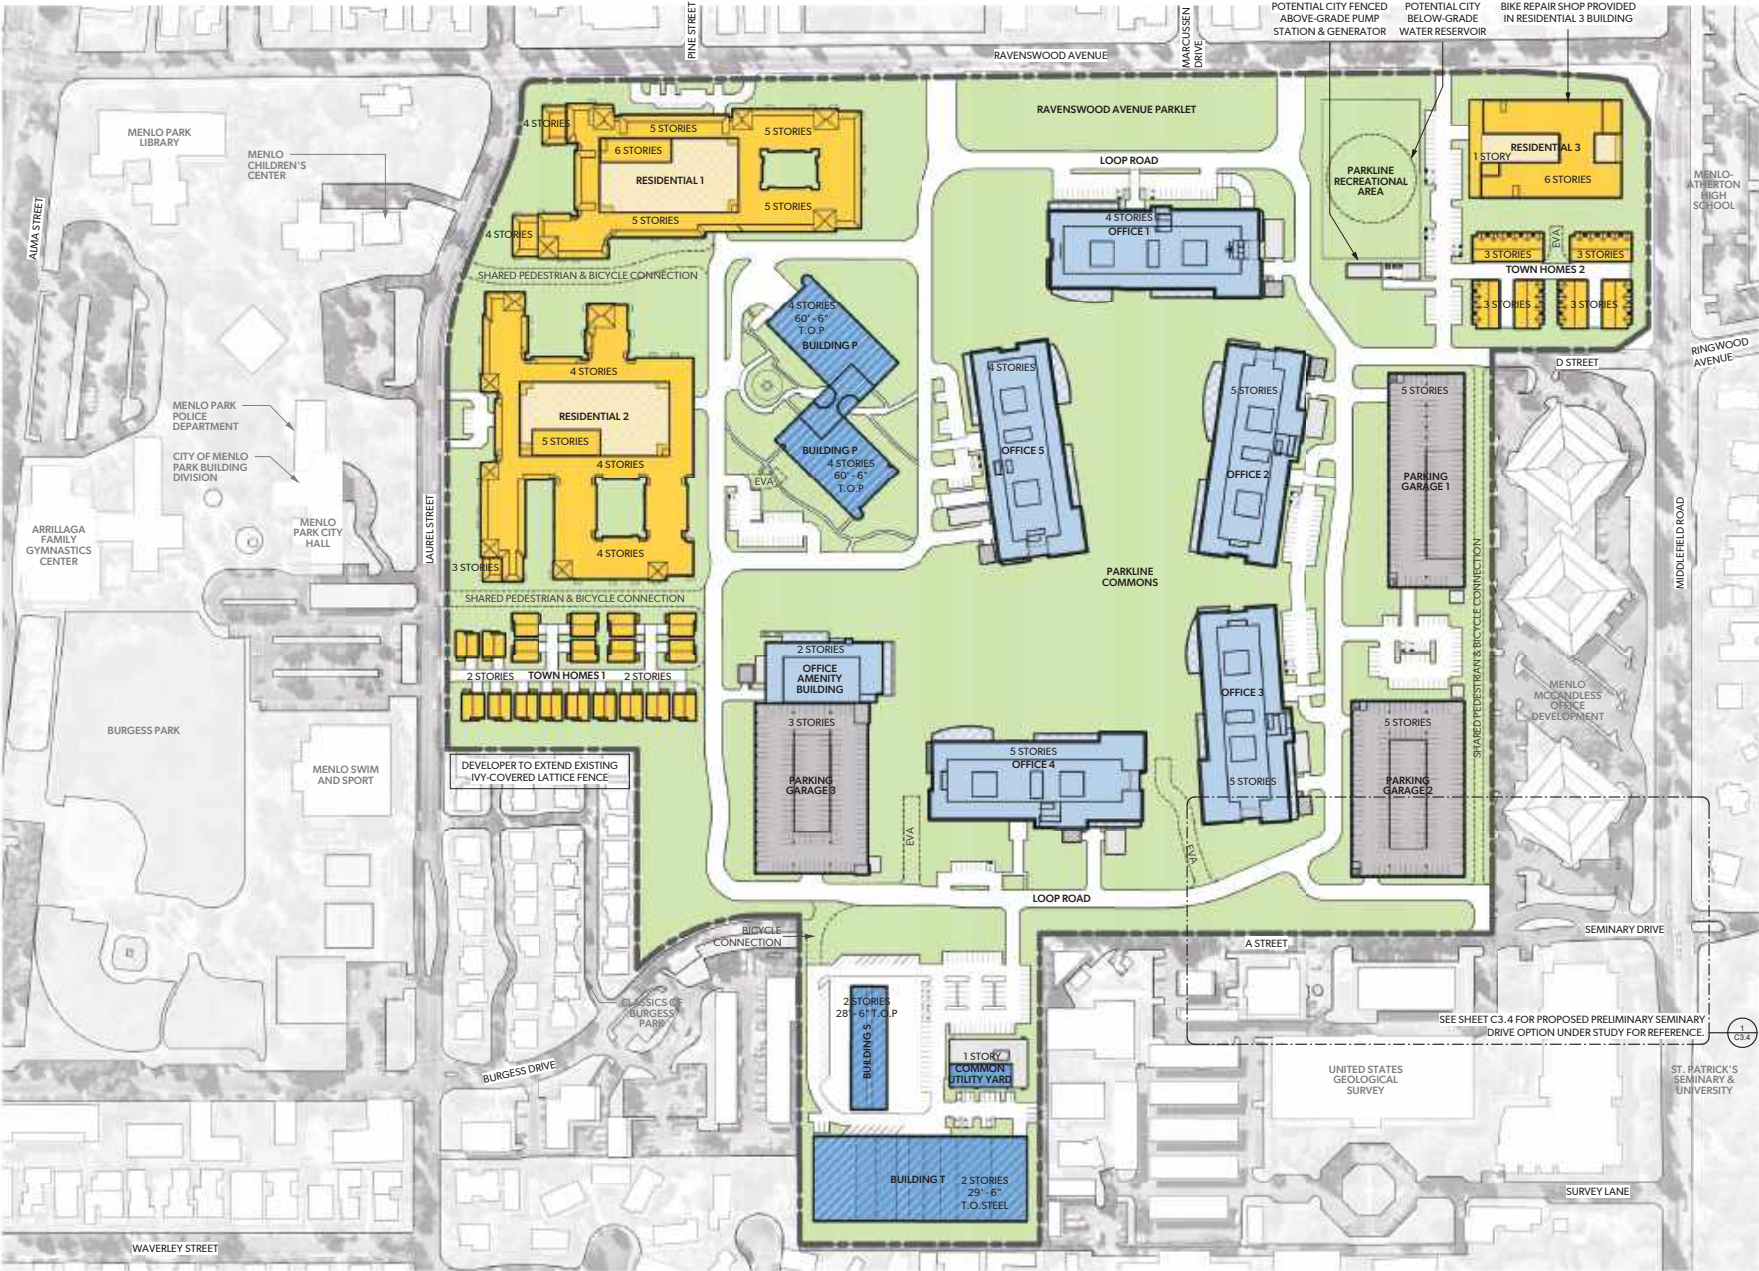 PINE STREET
MARCUSSEN
DRIVE
POTENTIAL CITY FENCED
ABOVE-GRADE PUMP
STATION & GENERATOR
POTENTIAL CITY
BELOW-GRADE
WATER RESERVOIR
BIKE REPAIR SHOP PROVIDED
IN RESIDENTIAL 3 BUILDING
RAVENSWOOD AVENUE
RAVENSWOOD AVENUE PARKLET
MENLO PARK
LIBRARY
MENLO
CHILDREN'S
CENTER
ALMA STREET
4 STORIES
5 STORIES
5 STORIES
6 STORIES
RESIDENTIAL 1
5 STORIES
5 STORIES
4 STORIES
LOOP ROAD
PARKLINE
RECREATIONAL
AREA
1 STORY
RESIDENTIAL 3
6 STORIES
MENLO-
ATHERTON
HIGH
SCHOOL
4 STORIES
OFFICE 1
EVA
3 STORIES
3 STORIES
TOWN HOMES 2
3 STORIES
3 STORIES
SHARED PEDESTRIAN & BICYCLE CONNECTION
4 STORIES
60' - 6"
T.O.P
BUILDING P
RINGWOOD
AVENUE
D STREET
4 STORIES
RESIDENTIAL 2
5 STORIES
4 STORIES
4 STORIES
3 STORIES
BUILDING P
4 STORIES
60' - 6"
T.O.P
EVA
4 STORIES
OFFICE 5
5 STORIES
OFFICE 2
5 STORIES
PARKING
GARAGE 1
MENLO PARK
POLICE
DEPARTMENT
CITY OF MENLO
PARK BUILDING
DIVISION
ARRILLAGA
FAMILY
GYMNASTICS
CENTER
MENLO
PARK CITY
HALL
LAUREL STREET
MIDDLEFIELD ROAD
PARKLINE
COMMONS
SHARED PEDESTRIAN & BICYCLE CONNECTION
SHARED PEDESTRIAN & BICYCLE CONNECTION
2 STORIES
TOWN HOMES 1
2 STORIES
2 STORIES
OFFICE
AMENITY
BUILDING
3 STORIES
PARKING
GARAGE 3
5 STORIES
OFFICE 4
OFFICE 3
5 STORIES
5 STORIES
PARKING
GARAGE 2
MENLO
MCCANDLESS
OFFICE
DEVELOPMENT
BURGESS PARK
MENLO SWIM
AND SPORT
DEVELOPER TO EXTEND EXISTING
IVY-COVERED LATTICE FENCE
EVA
EVA
LOOP ROAD
BICYCLE
CONNECTION
A STREET
SEMINARY DRIVE
CLASSICS OF
BURGESS
PARK
BURGESS DRIVE
2 STORIES
28' - 6" T.O.P
BUILDING S
1 STORY
COMMON
UTILITY YARD
SEE SHEET C3.4 FOR PROPOSED PRELIMINARY SEMINARY
DRIVE OPTION UNDER STUDY FOR REFERENCE.
1
C3.4
UNITED STATES
GEOLOGICAL
SURVEY
ST. PATRICK'S
SEMINARY &
UNIVERSITY
BUILDING T
2 STORIES
29' - 6"
T.O.STEEL
SURVEY LANE
WAVERLEY STREET